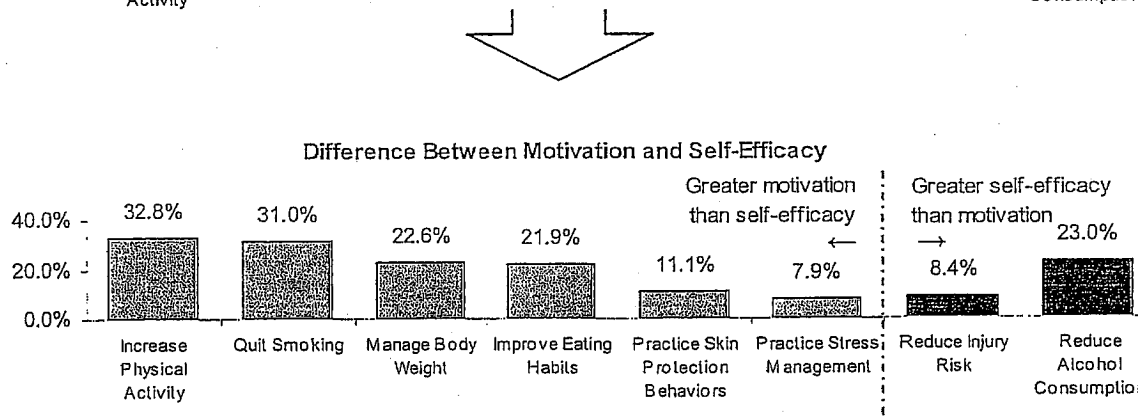 Activity
Difference Between Motivation and Self-Efficacy
Greater motivation
than self-efficacy
←
Greater self-efficacy
than motivation
→
40.0%
20.0%
0.0%
32.8%
31.0%
22.6%
21.9%
11.1%
7.9%
8.4%
23.0%
Increase
Physical
Activity
Quit Smoking
Manage Body
Weight
Improve Eating
Habits
Practice Skin
Protection
Behaviors
Practice Stress
Management
Reduce Injury
Risk
Reduce
Alcohol